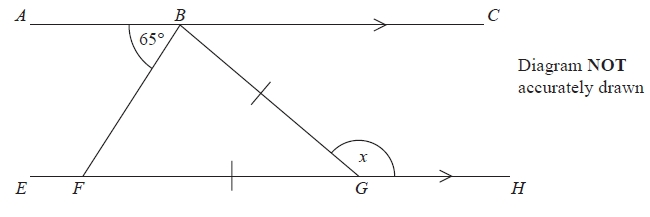 A B C
65°
Diagram NOT
accurately drawn
x
E F G H